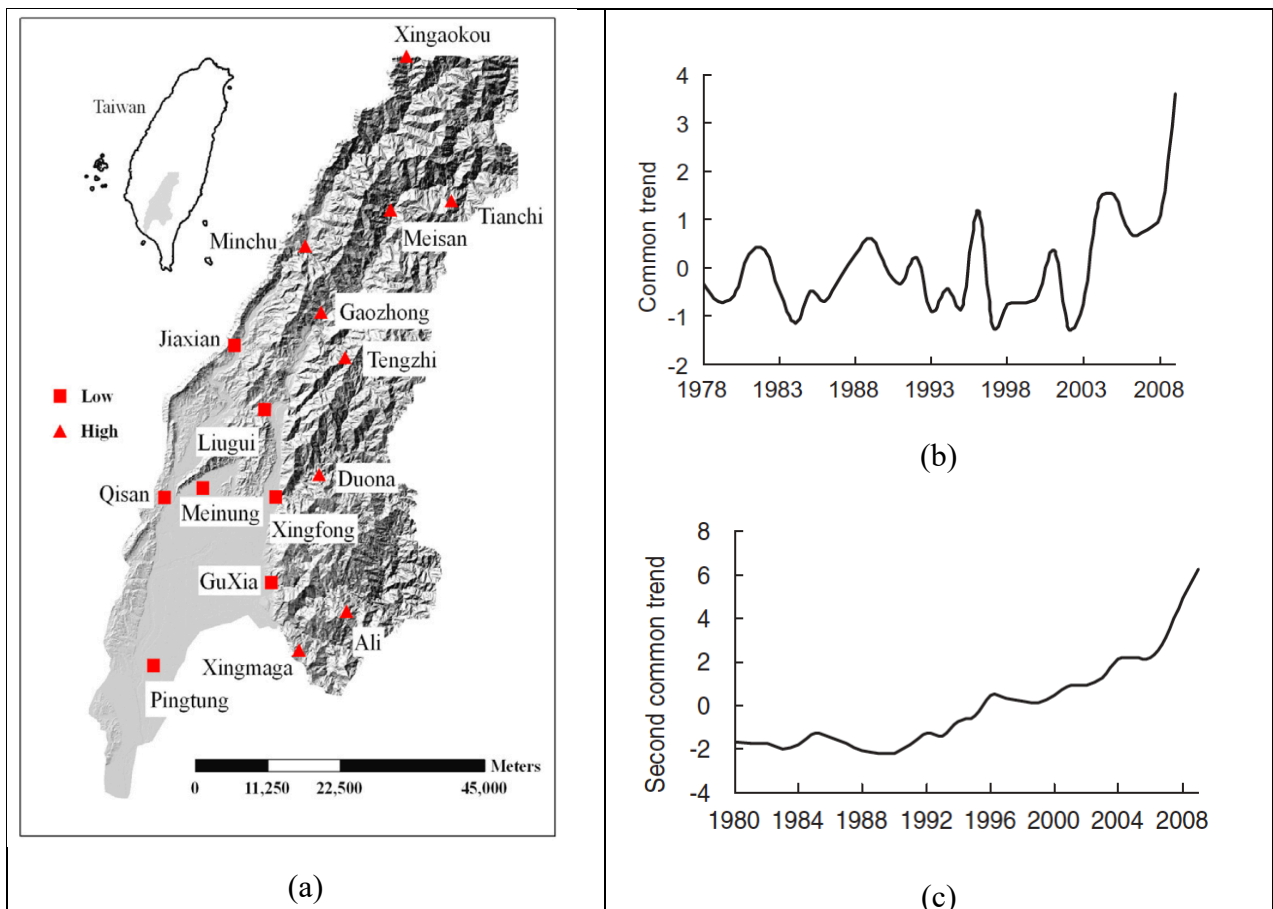 Xingaokou
Taiwan
Tianchi
Meisan
Minchu
Gaozhong
Jiaxian
Tengzhi
Low
High
Liugui
Duona
Qisan
Meinung
Xingfong
GuXia
Ali
Xingmaga
Pingtung
Meters
0 11,250 22,500 45,000
(a)
Common trend
4
3
2
1
0
-1
-2
1978 1983 1988 1993 1998 2003 2008
(b)
Second common trend
8
6
4
2
0
-2
-4
1980 1984 1988 1992 1996 2000 2004 2008
(c)